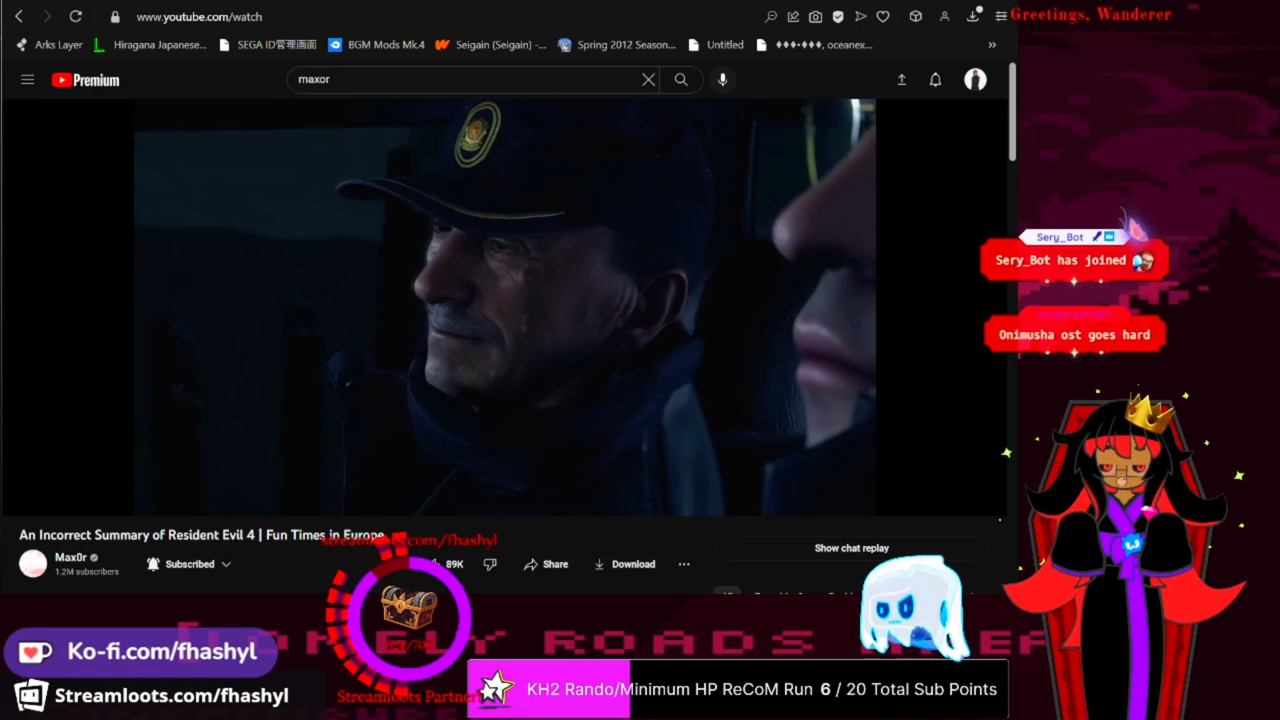 www.youtube.com/watch
Greetings, Wanderer
Arks Layer
Hiragana Japanese...
SEGA ID管理画面
BGM Mods Mk.4
Seigain (Seigain) -...
Spring 2012 Season...
Untitled
♦♦♦•♦♦♦, oceanex...
»
Premium
maxor
Sery_Bot
Sery_Bot has joined
Onimusha ost goes hard
An Incorrect Summary of Resident Evil 4 | Fun Times in Europe
streamloots.com/fhashyl
Max0r
1.2M subscribers
Subscribed
89K
Share
Download
...
Show chat replay
LONELY ROADS
Ko-fi.com/fhashyl
Streamloots.com/fhashyl
Streamloots Partner
KH2 Rando/Minimum HP ReCoM Run 6 / 20 Total Sub Points